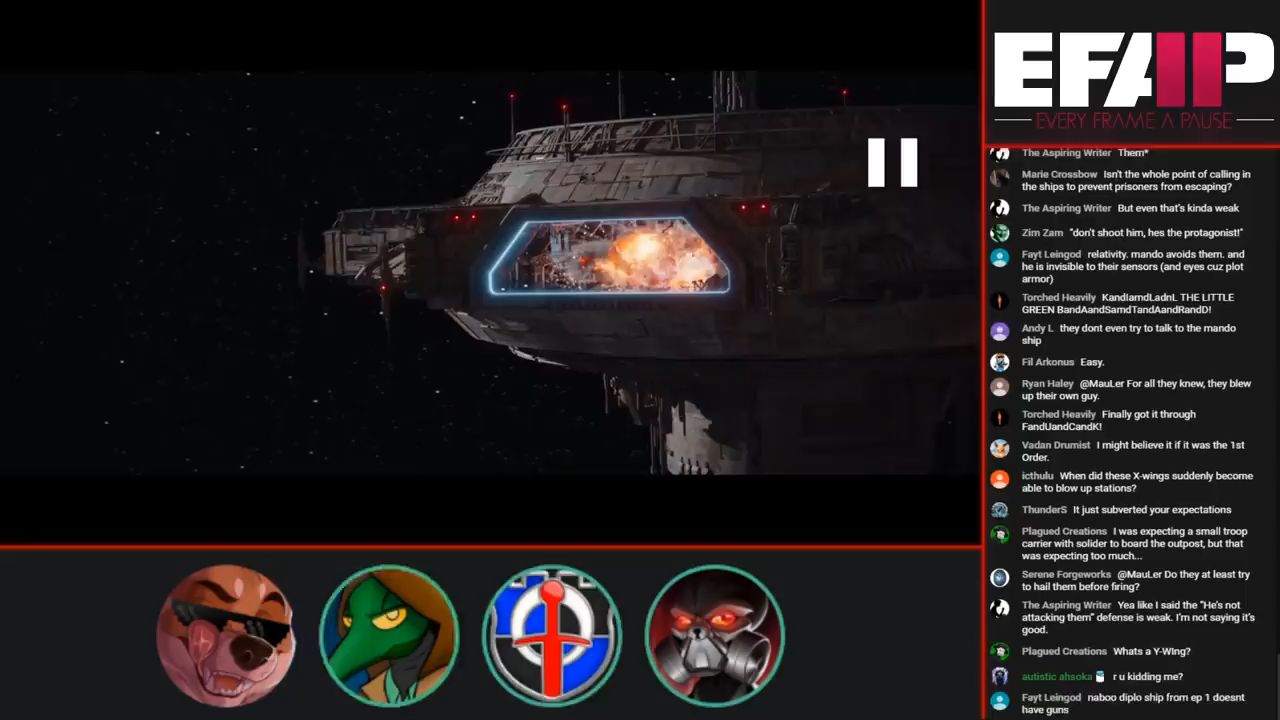 EFAP
EVERY FRAME A PAUSE
The Aspiring Writer Them*
Marie Crossbow Isn't the whole point of calling in
the ships to prevent prisoners from escaping?
The Aspiring Writer But even that's kinda weak
Zim Zam "don't shoot him, hes the protagonist!"
Fayt Leingod relativity. mando avoids them. and
he is invisible to their sensors (and eyes cuz plot
armor)
Torched Heavily KandIamdLadnL THE LITTLE
GREEN BandAandSamdTandAandRandD!
Andy L they dont even try to talk to the mando
ship
Fil Arkonus Easy.
Ryan Haley @MauLer For all they knew, they blew
up their own guy.
Torched Heavily Finally got it through
FandUandCandK!
Vadan Drumist I might believe it if it was the 1st
Order.
icthulu When did these X-wings suddenly become
able to blow up stations?
ThunderS It just subverted your expectations
Plagued Creations I was expecting a small troop
carrier with solider to board the outpost, but that
was expecting too much...
Serene Forgeworks @MauLer Do they at least try
to hail them before firing?
The Aspiring Writer Yea like I said the "He's not
attacking them" defense is weak. I'm not saying it's
good.
Plagued Creations Whats a Y-WIng?
autistic ahsoka r u kidding me?
Fayt Leingod naboo diplo ship from ep 1 doesnt
have guns